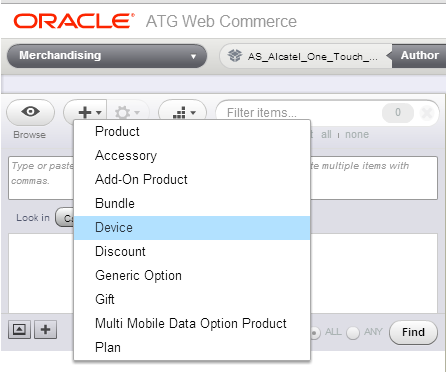 ORACLE ATG Web Commerce
Merchandising AS_Alcatel_One_Touch_... Author
Filter items... 0
Browse all none
Product
Accessory
Add-On Product
Bundle
Device
Discount
Generic Option
Gift
Multi Mobile Data Option Product
Plan
Type or paste te multiple items with
commas.
Look in
ALL ANY Find